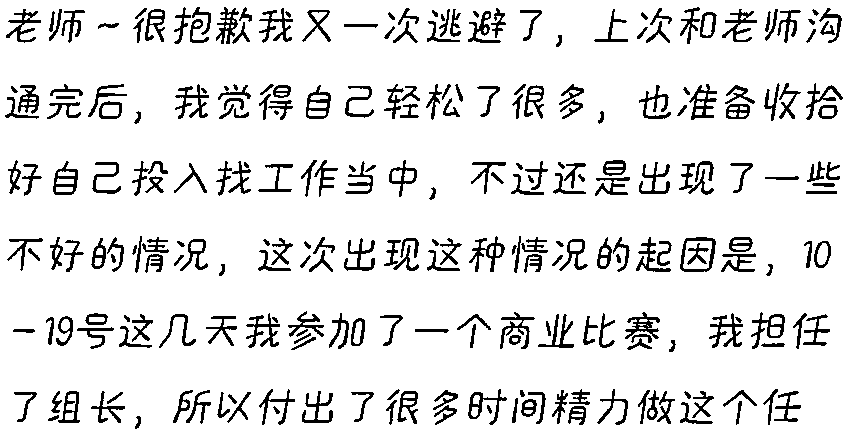 老师~很抱歉我又一次逃避了，上次和老师沟
通完后，我觉得自己轻松了很多，也准备收拾
好自己投入找工作当中，不过还是出现了一些
不好的情况，这次出现这种情况的起因是，10
-19号这几天我参加了一个商业比赛，我担任
了组长，所以付出了很多时间精力做这个任